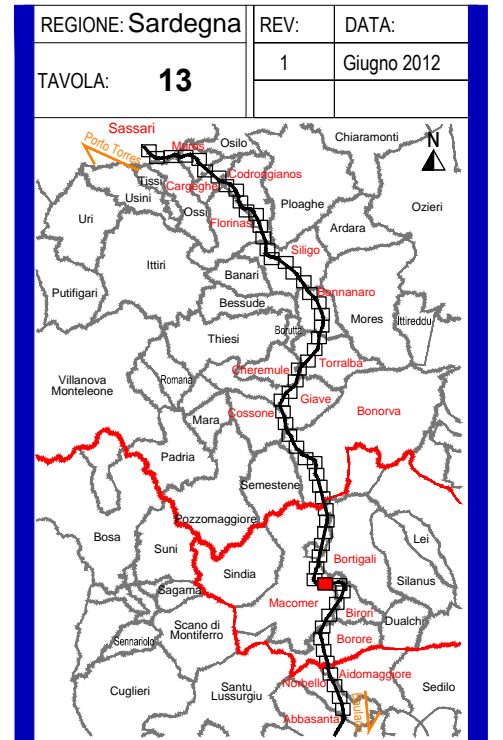 REGIONE: Sardegna REV: DATA:
TAVOLA: 13 1 Giugno 2012
Sassari
Porto Torres
Muros
Osilo
Chiaramonti
N
Tissi
Cargeghe
Codrongianos
Usini
Ossi
Ploaghe
Ozieri
Uri
Florinas
Ardara
Siligo
Ittiri
Banari
Bonnanaro
Putifigari
Bessude
Mores
Ittireddu
Borutta
Thiesi
Cheremule
Torralba
Villanova
Monteleone
Romana
Giave
Cossone
Bonorva
Mara
Padria
Semestene
Pozzomaggiore
Bosa
Suni
Lei
Bortigali
Sindia
Silanus
Sagama
Macomer
Birori
Dualchi
Scano di
Montiferro
Sennariolo
Borore
Aidomaggiore
Norbello
Sedilo
Cuglieri
Santu
Lussurgiu
Abbasanta